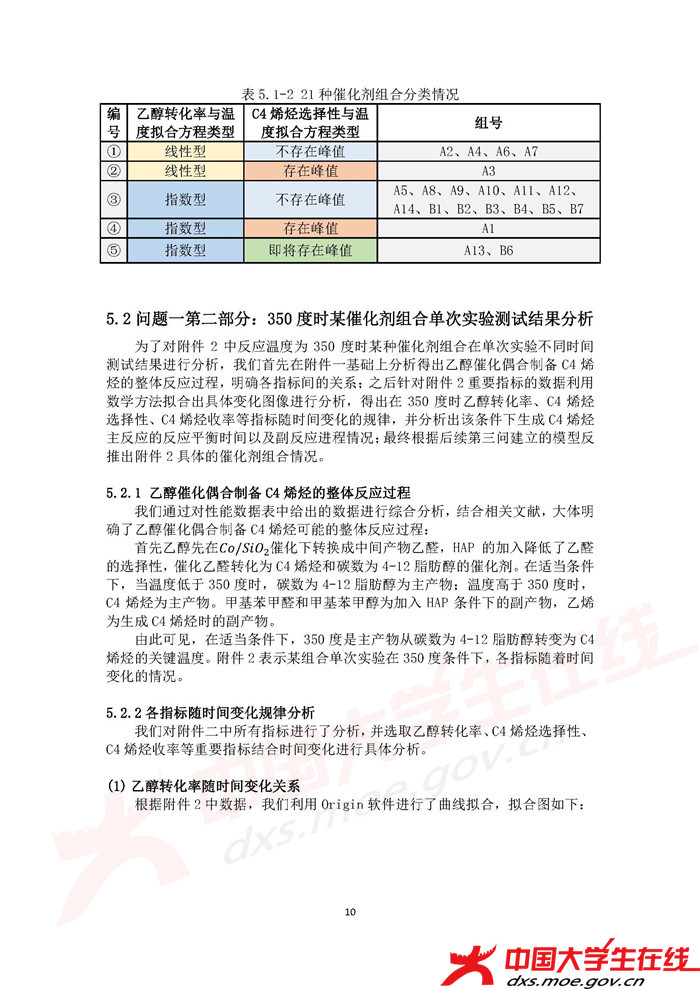 表 5.1-2 21 种催化剂组合分类情况
编号 乙醇转化率与温度拟合方程类型 C4 烯烃选择性与温度拟合方程类型 组号
① 线性型 不存在峰值 A2、A4、A6、A7
② 线性型 存在峰值 A3
③ 指数型 不存在峰值 A5、A8、A9、A10、A11、A12、
A14、B1、B2、B3、B4、B5、B7
④ 指数型 存在峰值 A1
⑤ 指数型 即将存在峰值 A13、B6
5.2 问题一第二部分：350 度时某催化剂组合单次实验测试结果分析
为了对附件 2 中反应温度为 350 度时某种催化剂组合在单次实验不同时间
测试结果进行分析，我们首先在附件一基础上分析得出乙醇催化偶合制备 C4 烯
烃的整体反应过程，明确各指标间的关系；之后针对附件 2 重要指标的数据利用
数学方法拟合出具体变化图像进行分析，得出在 350 度时乙醇转化率、C4 烯烃
选择性、C4 烯烃收率等指标随时间变化的规律，并分析出该条件下生成 C4 烯烃
主反应的反应平衡时间以及副反应进程情况；最终根据后续第三问建立的模型反
推出附件 2 具体的催化剂组合情况。
5.2.1 乙醇催化偶合制备 C4 烯烃的整体反应过程
我们通过对性能数据表中给出的数据进行综合分析，结合相关文献，大体明
确了乙醇催化偶合制备 C4 烯烃可能的整体反应过程：
首先乙醇先在Co/SiO₂催化下转换成中间产物乙醛，HAP 的加入降低了乙醛
的选择性，催化乙醛转化为 C4 烯烃和碳数为 4-12 脂肪醇的催化剂。在适当条件
下，当温度低于 350 度时，碳数为 4-12 脂肪醇为主产物；温度高于 350 度时，
C4 烯烃为主产物。甲基苯甲醛和甲基苯甲醇为加入 HAP 条件下的副产物，乙烯
为生成 C4 烯烃时的副产物。
由此可见，在适当条件下，350 度是主产物从碳数为 4-12 脂肪醇转变为 C4
烯烃的关键温度。附件 2 表示某组合单次实验在 350 度条件下，各指标随着时间
变化的情况。
5.2.2 各指标随时间变化规律分析
我们对附件二中所有指标进行了分析，并选取乙醇转化率、C4 烯烃选择性、
C4 烯烃收率等重要指标结合时间变化进行具体分析。
(1) 乙醇转化率随时间变化关系
根据附件 2 中数据，我们利用 Origin 软件进行了曲线拟合，拟合图如下：
中国大学生在线
dxs.moe.gov.cn
10
中国大学生在线
dxs.moe.gov.cn